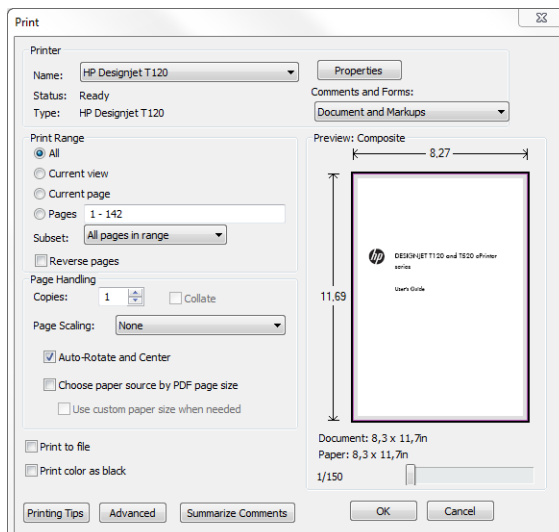 Print
Printer
Name: HP Designjet T120
Properties
Status: Ready
Comments and Forms:
Type: HP Designjet T120
Document and Markups
Print Range
All
Current view
Current page
Pages 1 - 142
Subset: All pages in range
Reverse pages
Page Handling
Copies: 1 Collate
Page Scaling: None
Auto-Rotate and Center
Choose paper source by PDF page size
Use custom paper size when needed
Print to file
Print color as black
Printing Tips Advanced Summarize Comments
Preview: Composite
8,27
11,69
hp DESIGNJET T120 and T520 ePrinter
series
User's Guide
Document: 8,3 x 11,7in
Paper: 8,3 x 11,7in
1/150
OK Cancel